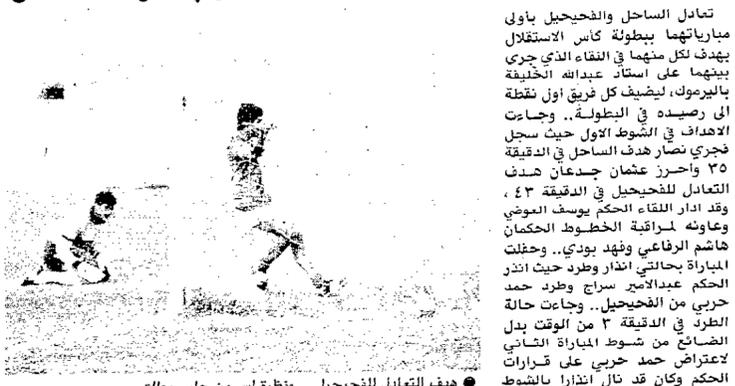 تعادل الساحل والفحيحيل بأولى
مبارياتهما ببطولة كأس الاستقلال
بهدف لكل منهما في اللقاء الذي جرى
بينهما على استاد عبدالله الخليفة
باليرموك، ليضيف كل فريق اول نقطة
الى رصيده في البطولة.. وجاءت
الاهداف في الشوط الاول حيث سجل
فجري نصار هدف الساحل في الدقيقة
٣٥ واحرز عثمان جدعان هدف
التعادل للفحيحيل في الدقيقة ٤٣ ،
وقد ادار اللقاء الحكم يوسف العوضي
وعاونه لمراقبة الخطوط الحكمان
هاشم الرفاعي وفهد بودي.. وحفلت
المباراة بحالتي انذار وطرد حيث انذر
الحكم عبدالامير سراج وطرد حمد
حربي من الفحيحيل.. وجاءت حالة
الطرد في الدقيقة ٣ من الوقت بدل
الضائع من شوط المباراة الثاني
لاعتراض حمد حربي على قرارات
الحكم وكان قد نال انذارا بالشوط
● هدف التعادل للفحيحيل